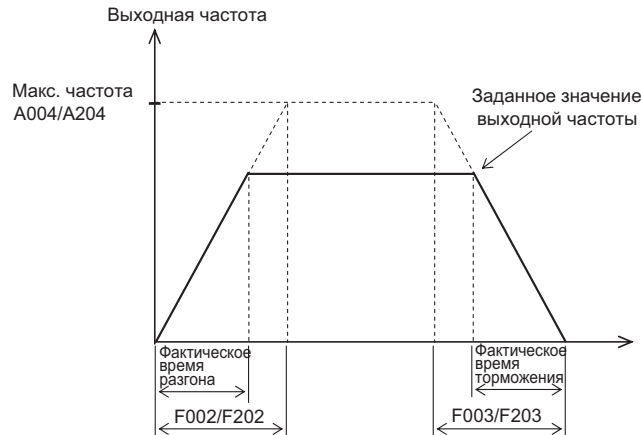 Выходная частота
Макс. частота
A004/A204
Заданное значение
выходной частоты
Фактическое
время
разгона
Фактическое
время
торможения
F002/F202
F003/F203